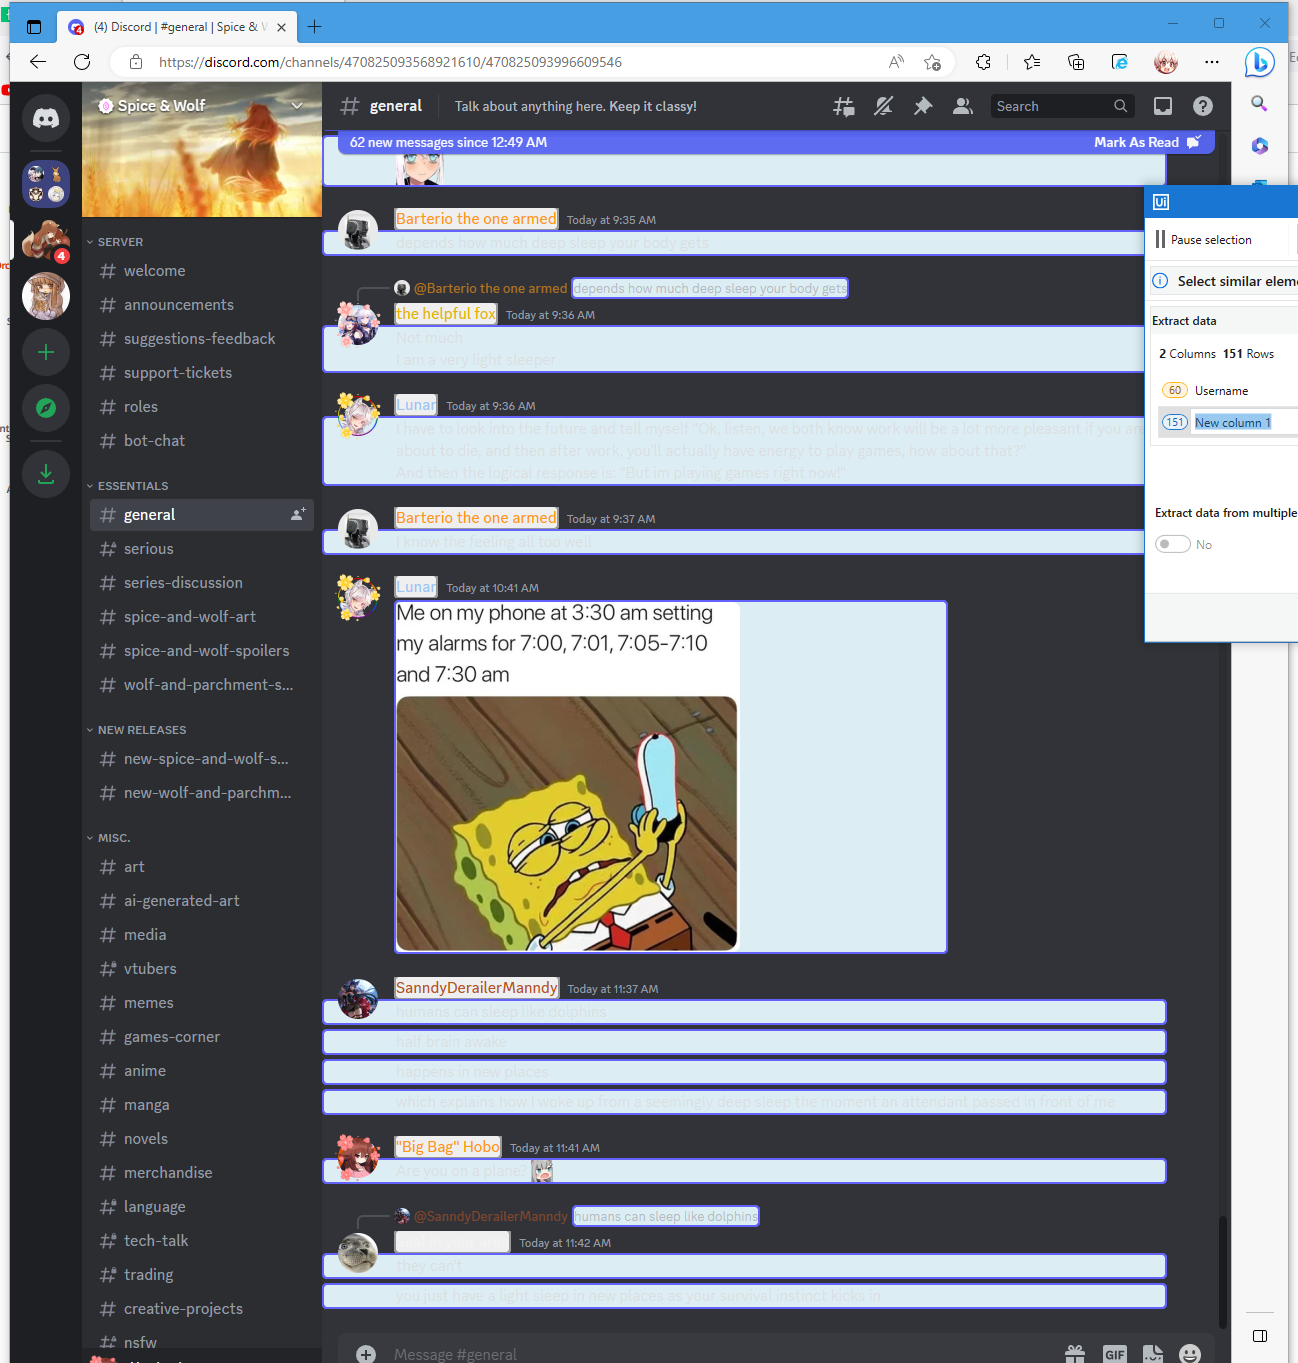 (4) Discord | #general | Spice & W
https://discord.com/channels/470825093568921610/470825093996609546
Spice & Wolf
general
Talk about anything here. Keep it classy!
Search
62 new messages since 12:49 AM
Mark As Read
SERVER
welcome
announcements
suggestions-feedback
support-tickets
roles
bot-chat
ESSENTIALS
general
serious
series-discussion
spice-and-wolf-art
spice-and-wolf-spoilers
wolf-and-parchment-s...
NEW RELEASES
new-spice-and-wolf-s...
new-wolf-and-parchm...
MISC.
art
ai-generated-art
media
vtubers
memes
games-corner
anime
manga
novels
merchandise
language
tech-talk
trading
creative-projects
nsfw
4
Barterio the one armed Today at 9:35 AM
depends how much deep sleep your body gets
@Barterio the one armed depends how much deep sleep your body gets
the helpful fox Today at 9:36 AM
Not much
I am a very light sleeper
Lunar Today at 9:36 AM
I have to look into the future and tell myself "Ok, listen, we both know work will be a lot more pleasant if you are
about to die, and then after work, you'll actually have energy to play games, how about that?"
And then the logical response is: "But im playing games right now!"
Barterio the one armed Today at 9:37 AM
I know the feeling all too well
Lunar Today at 10:41 AM
Me on my phone at 3:30 am setting
my alarms for 7:00, 7:01, 7:05-7:10
and 7:30 am
SanndyDerailerManndy Today at 11:37 AM
humans can sleep like dolphins
half brain awake
happens in new places
which explains how I woke up from a seemingly deep sleep the moment an attendant passed in front of me
"Big Bag" Hobo Today at 11:41 AM
Are you on a plane?
@SanndyDerailerManndy humans can sleep like dolphins
Today at 11:42 AM
they can't
you just have a light sleep in new places as your survival instinct kicks in
Message #general
GIF
Ui
Pause selection
Select similar eleme
Extract data
2 Columns 151 Rows
60 Username
151 New column 1
Extract data from multiple
No